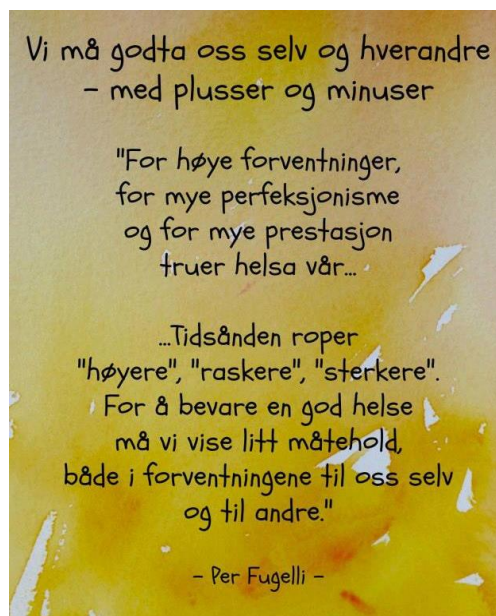 Vi må godta oss selv og hverandre
- med plusser og minuser
"For høye forventninger,
for mye perfeksjonisme
og for mye prestasjon
truer helsa vår...
...Tidsånden roper
"høyere", "raskere", "sterkere".
For å bevare en god helse
må vi vise litt måtehold,
både i forventningene til oss selv
og til andre."
- Per Fugelli -